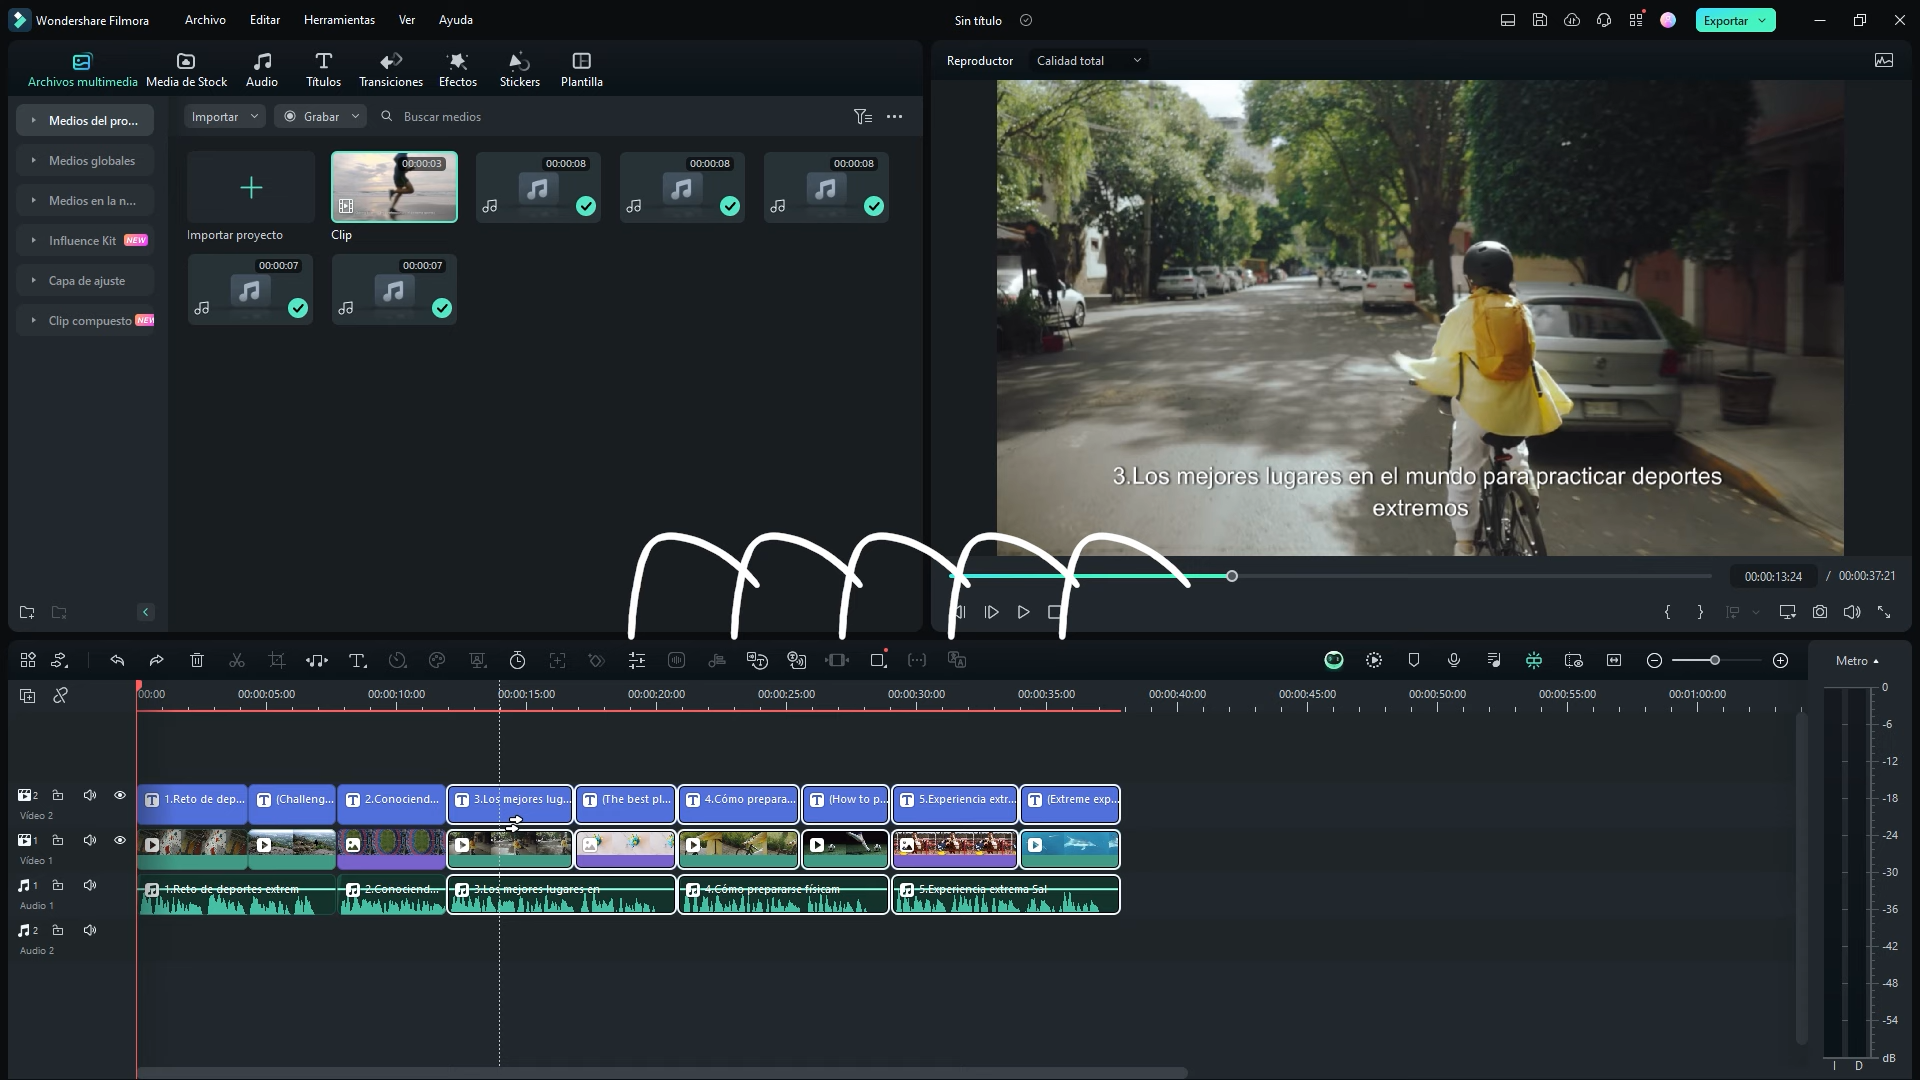 Wondershare Filmora
Archivo
Editar
Herramientas
Ver
Ayuda
Sin título
Exportar
Archivos multimedia
Media de Stock
Audio
Títulos
Transiciones
Efectos
Stickers
Plantilla
Reproductor
Calidad total
Medios del pro...
Medios globales
Medios en la n...
Influence Kit NEW
Capa de ajuste
Clip compuesto NEW
Importar
Grabar
Buscar medios
00:00:03
00:00:08
00:00:08
00:00:08
Importar proyecto
Clip
00:00:07
00:00:07
3.Los mejores lugares en el mundo para practicar deportes
extremos
00:00:13:24 / 00:00:37:21
Metro
00:00
00:00:05:00
00:00:10:00
00:00:15:00
00:00:20:00
00:00:25:00
00:00:30:00
00:00:35:00
00:00:40:00
00:00:45:00
00:00:50:00
00:00:55:00
00:01:00:00
2
Vídeo 2
1.Reto de dep...
(Challeng...
2.Conociend...
3.Los mejores lug...
(The best pl...
4.Cómo prepara...
(How to p...
5.Experiencia extr...
(Extreme exp...
1
Vídeo 1
1
Audio 1
1.Reto de deportes extrem
2.Conociend...
3.Los mejores lugares en
4.Cómo prepararse físicam
5.Experiencia extrema Sal
2
Audio 2
0
-6
-12
-18
-24
-30
-36
-42
-48
-54
dB
I D